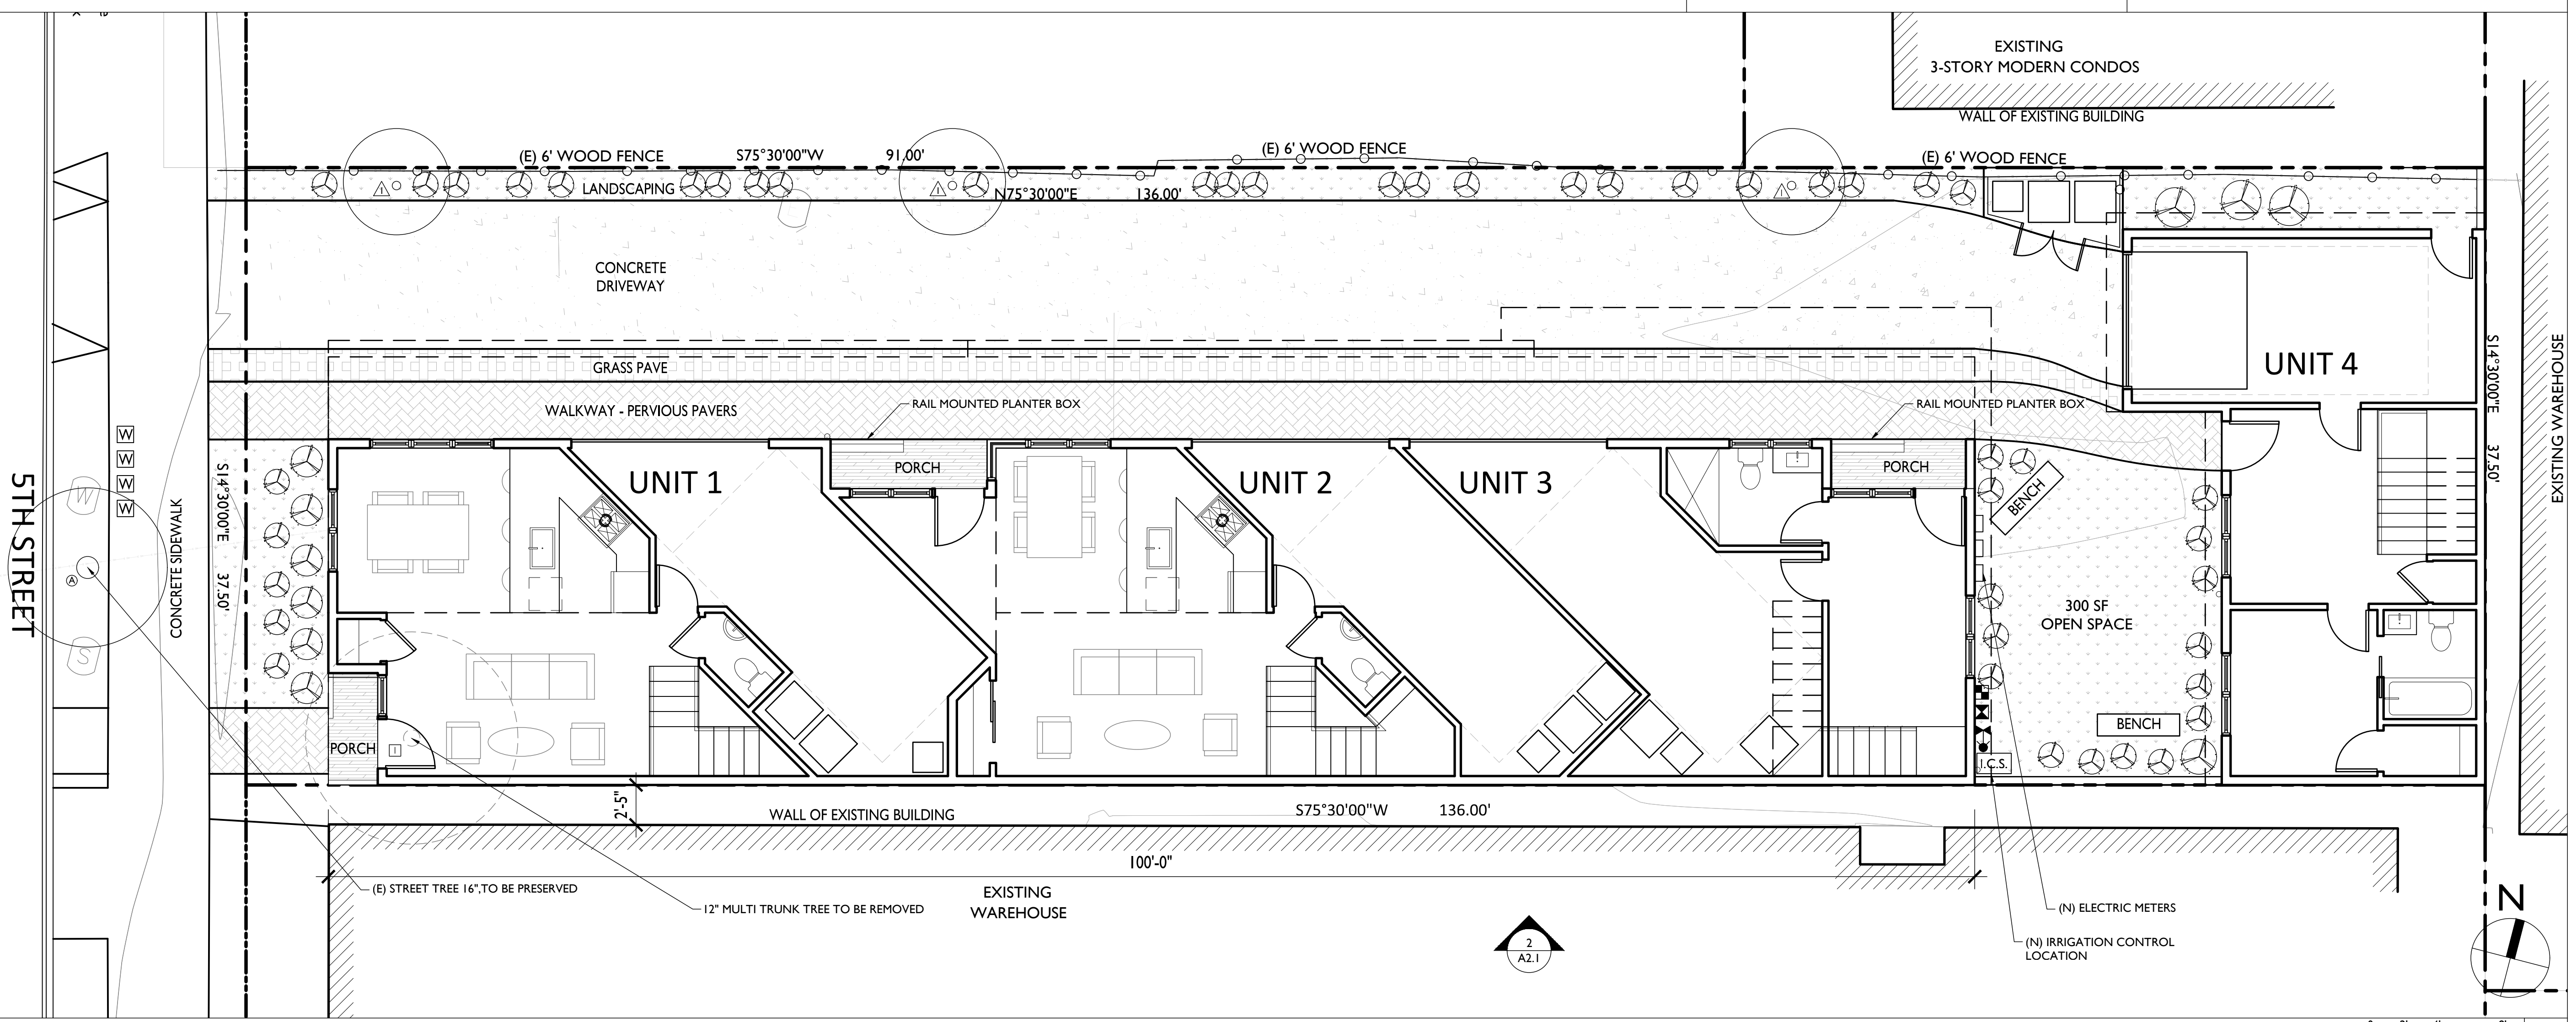 EXISTING
3-STORY MODERN CONDOS
WALL OF EXISTING BUILDING
(E) 6' WOOD FENCE
S75°30'00"W
91.00'
(E) 6' WOOD FENCE
(E) 6' WOOD FENCE
LANDSCAPING
N75°30'00"E
136.00'
1
1
1
CONCRETE
DRIVEWAY
GRASS PAVE
WALKWAY - PERVIOUS PAVERS
RAIL MOUNTED PLANTER BOX
RAIL MOUNTED PLANTER BOX
UNIT 4
S14°30'00"E
37.50'
EXISTING WAREHOUSE
W
W
W
W
W
S
A
5TH STREET
CONCRETE SIDEWALK
S14°30'00"E
37.50'
UNIT 1
PORCH
UNIT 2
UNIT 3
PORCH
BENCH
300 SF
OPEN SPACE
BENCH
I.C.S.
PORCH
2'-5"
WALL OF EXISTING BUILDING
S75°30'00"W
136.00'
100'-0"
EXISTING
WAREHOUSE
(E) STREET TREE 16",TO BE PRESERVED
12" MULTI TRUNK TREE TO BE REMOVED
(N) ELECTRIC METERS
(N) IRRIGATION CONTROL
LOCATION
2
A2.1
N